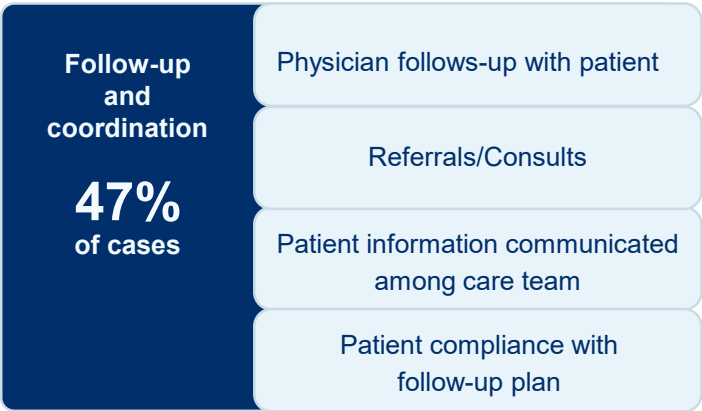 Follow-up
and
coordination
47%
of cases
Physician follows-up with patient
Referrals/Consults
Patient information communicated
among care team
Patient compliance with
follow-up plan